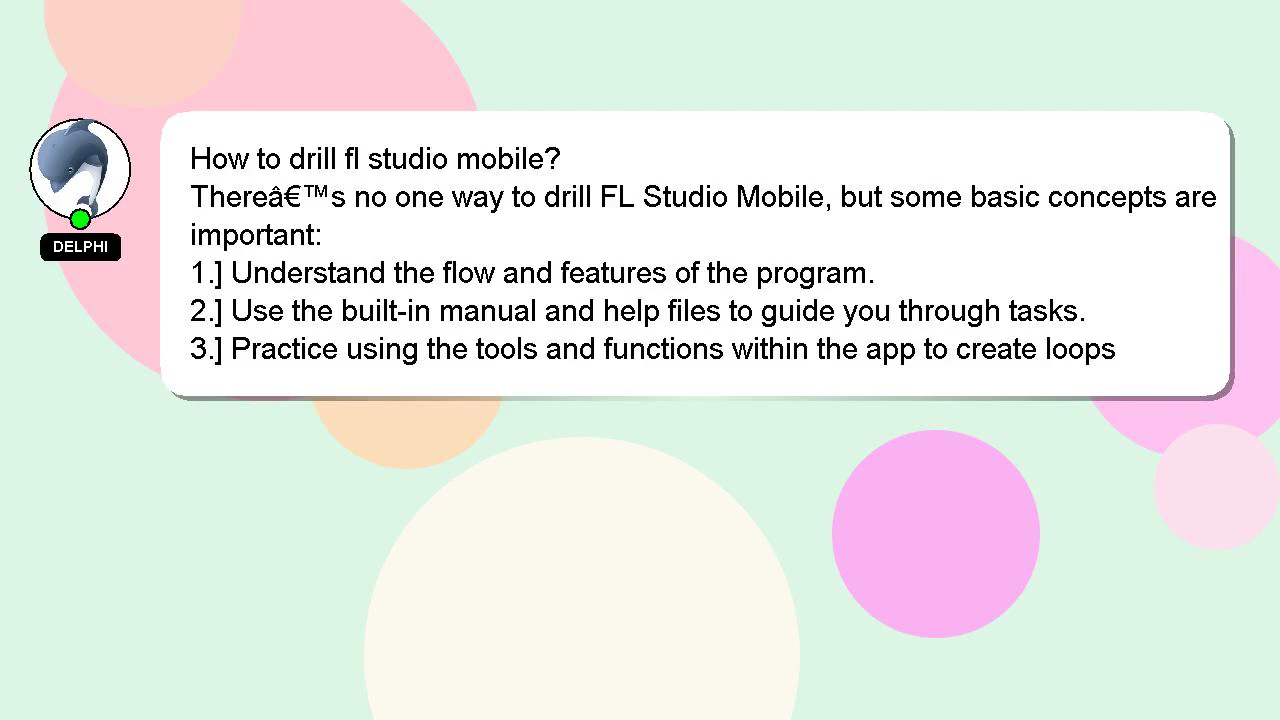 How to drill fl studio mobile?
Thereâ€™s no one way to drill FL Studio Mobile, but some basic concepts are
important:
1.] Understand the flow and features of the program.
2.] Use the built-in manual and help files to guide you through tasks.
3.] Practice using the tools and functions within the app to create loops
DELPHI